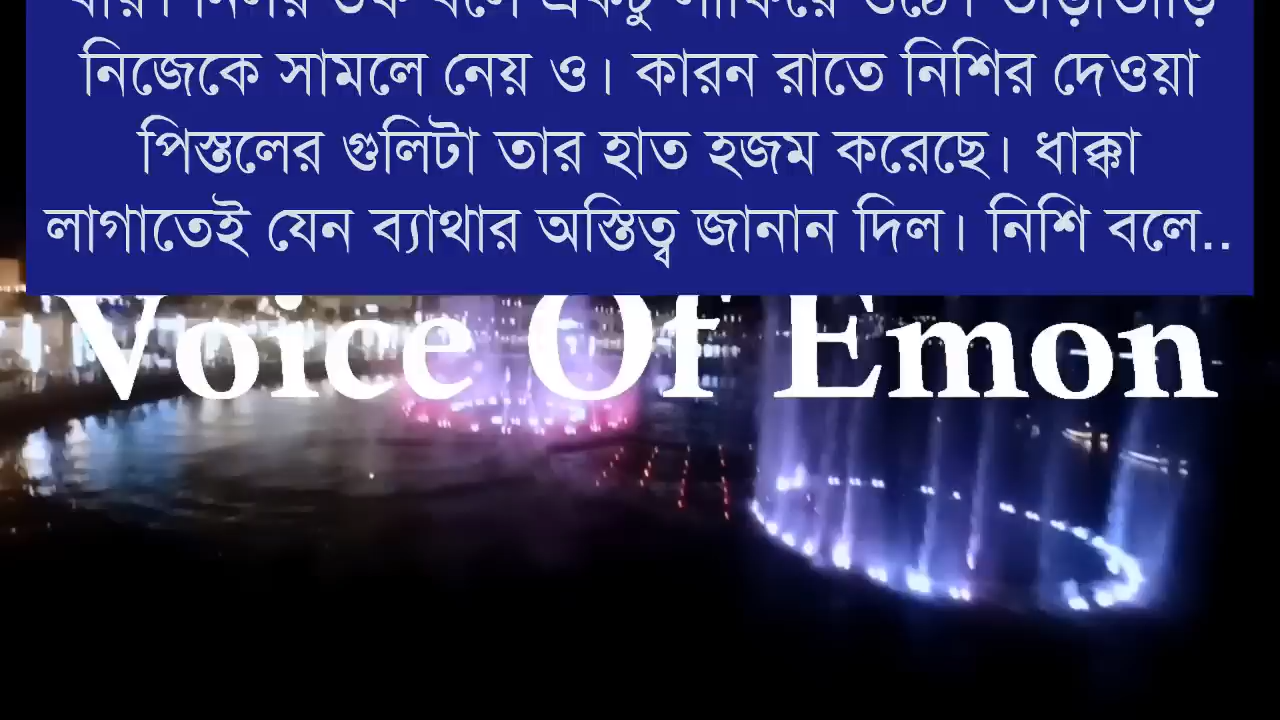 নিজেকে সামলে নেয় ও। কারন রাতে নিশির দেওয়া
পিস্তলের গুলিটা তার হাত হজম করেছে। ধাক্কা
লাগাতেই যেন ব্যাথার অস্তিত্ব জানান দিল। নিশি বলে..
Voice Of Emon